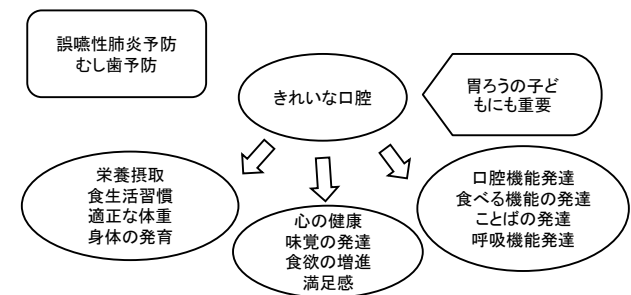 誤嚥性肺炎予防
むし歯予防
きれいな口腔
胃ろうの子ど
もにも重要
栄養摂取
食生活習慣
適正な体重
身体の発育
心の健康
味覚の発達
食欲の増進
満足感
口腔機能発達
食べる機能の発達
ことばの発達
呼吸機能発達